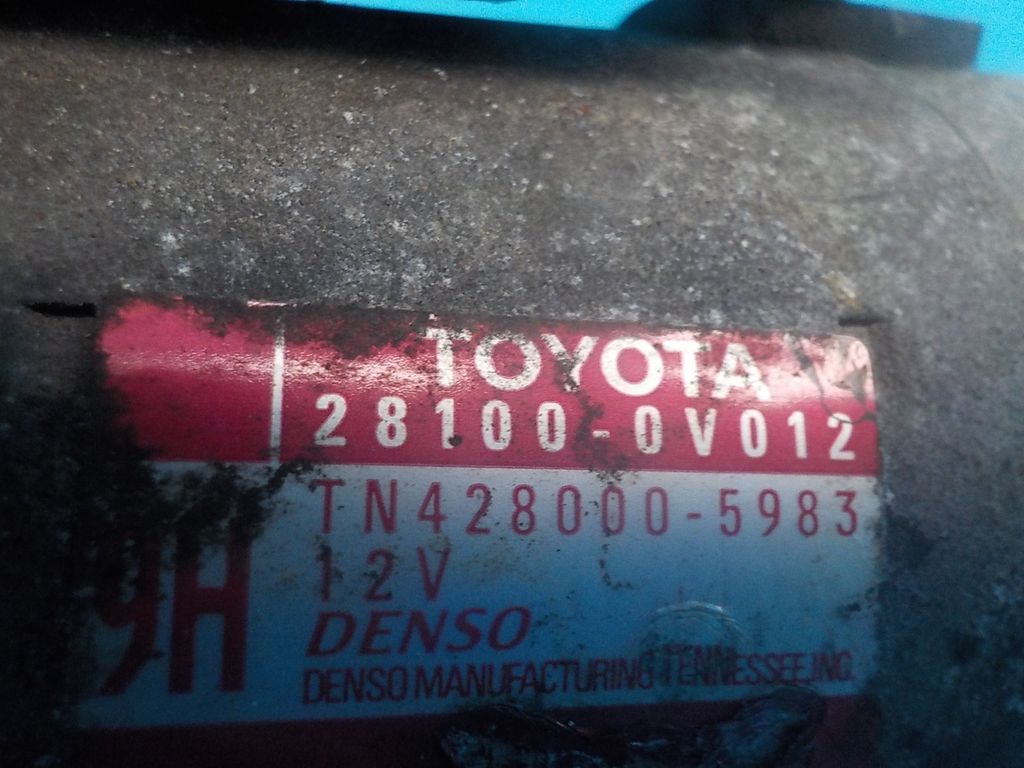 TOYOTA
28100-0V012
TN428000-5983
12V
9H
DENSO
DENSO MANUFACTURING TENNESSEE, INC.